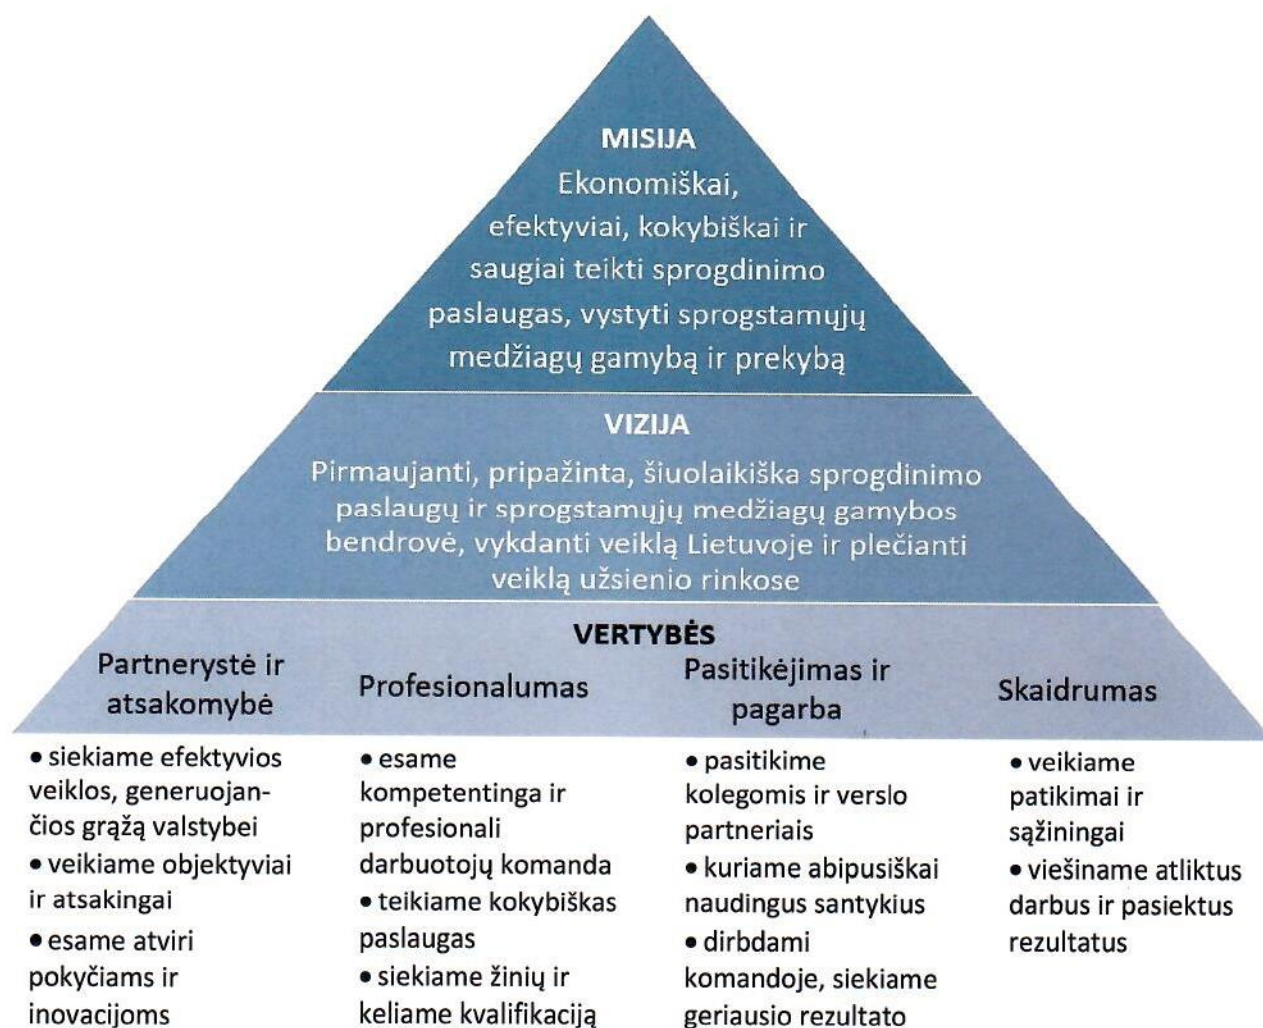 MISIJA
Ekonomiškai,
efektyviai, kokybiškai ir
saugiai teikti sprogdinimo
paslaugas, vystyti sprogstamųjų
medžiagų gamybą ir prekybą
VIZIJA
Pirmaujanti, pripažinta, šiuolaikiška sprogdinimo
paslaugų ir sprogstamųjų medžiagų gamybos
bendrovė, vykdanti veiklą Lietuvoje ir plečianti
veiklą užsienio rinkose
VERTYBĖS
Partnerystė ir
atsakomybė
• siekiame efektyvios
veiklos, generuojan-
čios grąžą valstybei
• veikiame objektyviai
ir atsakingai
• esame atviri
pokyčiams ir
inovacijoms
Profesionalumas
• esame
kompetentinga ir
profesionali
darbuotojų komanda
• teikiame kokybiškas
paslaugas
• siekiame žinių ir
keliame kvalifikaciją
Pasitikėjimas ir
pagarba
• pasitikime
kolegomis ir verslo
partneriais
• kuriame abipusiškai
naudingus santykius
• dirbdami
komandoje, siekiame
geriausio rezultato
Skaidrumas
• veikiame
patikimai ir
sąžiningai
• viešiname atliktus
darbus ir pasiektus
rezultatus